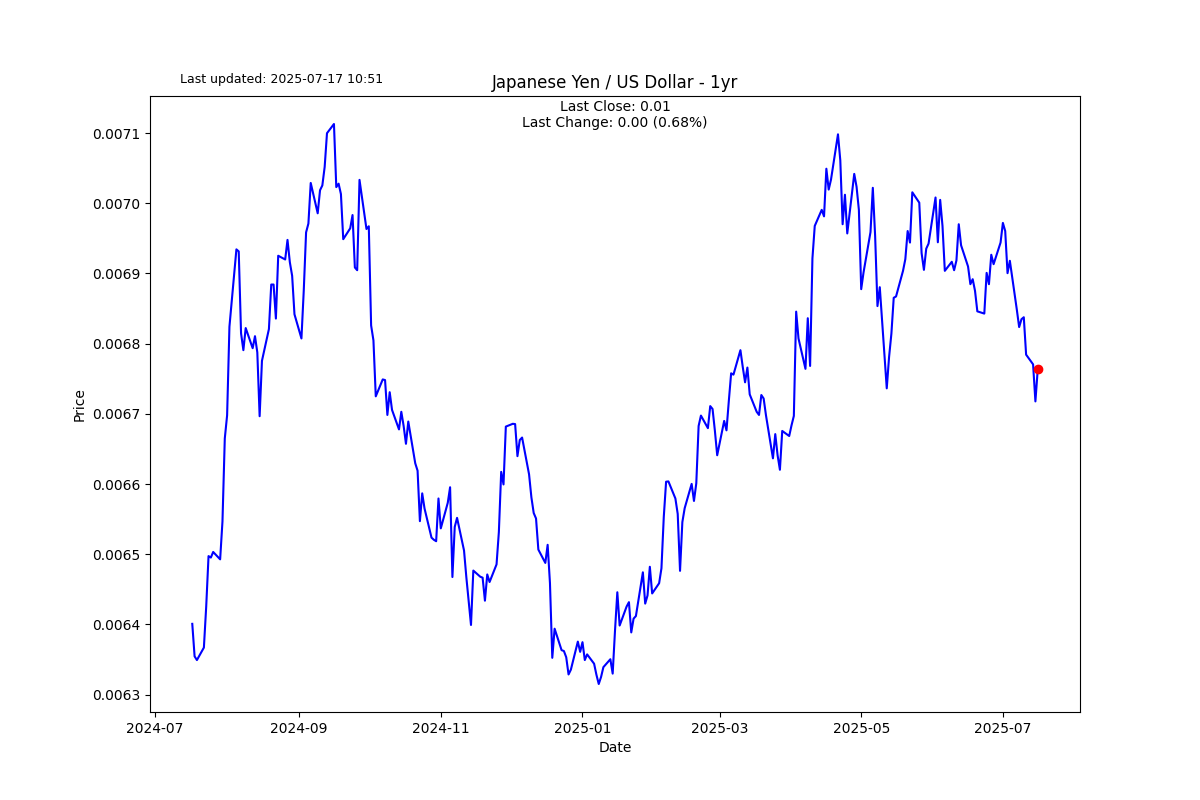 Last updated: 2025-07-17 10:51
Japanese Yen / US Dollar - 1yr
Last Close: 0.01
Last Change: 0.00 (0.68%)
0.0071
0.0070
0.0069
0.0068
0.0067
0.0066
0.0065
0.0064
0.0063
Price
2024-07
2024-09
2024-11
2025-01
2025-03
2025-05
2025-07
Date